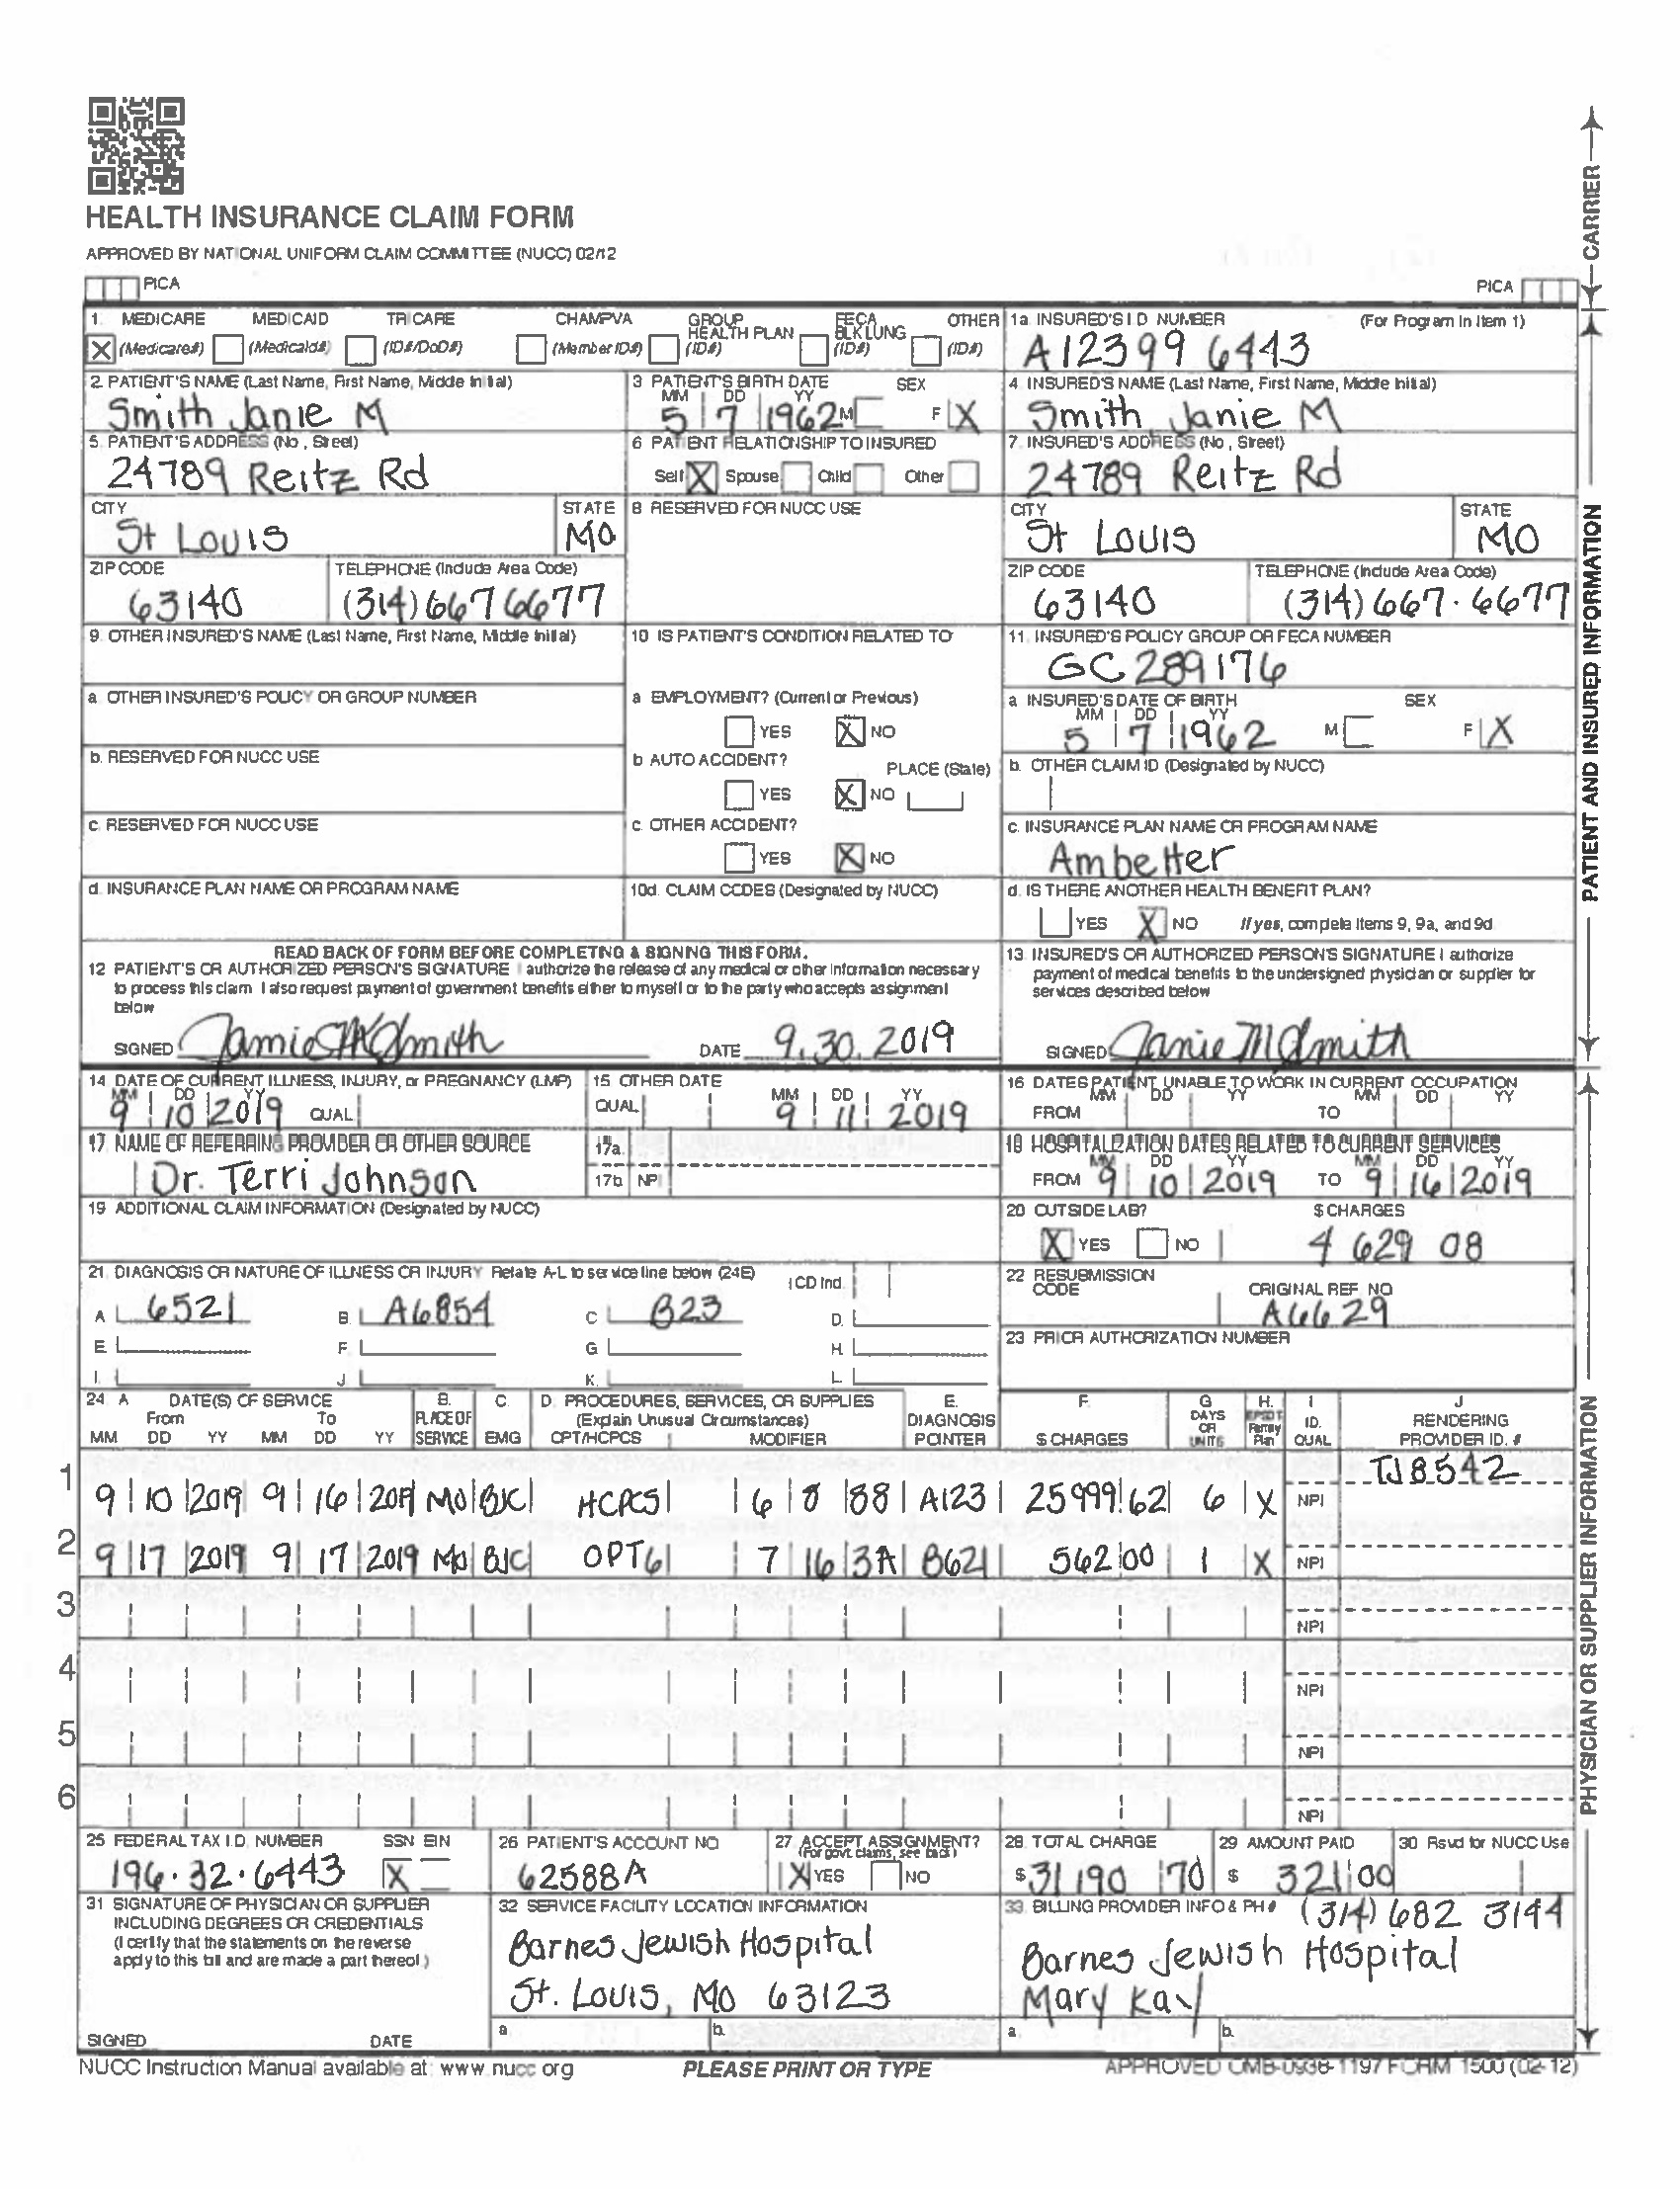 HEALTH INSURANCE CLAIM FORM
APPROVED BY NATIONAL UNIFORM CLAIM COMMITTEE (NUCC) 02/12
PICA
PICA
CARRIER
1. MEDICARE MEDICAID TRICARE CHAMPVA GROUP HEALTH PLAN FECA BLK LUNG OTHER
X (Medicare#) (Medicaid#) (ID#/DoD#) (Member ID#) (ID#) (ID#) (ID#)
1a INSURED'S I D NUMBER (For Program in Item 1)
A12399 6443
2. PATIENT'S NAME (Last Name, First Name, Middle Initial)
Smith Janie M
3 PATIENT'S BIRTH DATE SEX
MM DD YY
5 7 1962 M F X
4. INSURED'S NAME (Last Name, First Name, Middle Initial)
Smith Janie M
5. PATIENT'S ADDRESS (No , Street)
24789 Reitz Rd
6 PATIENT RELATIONSHIP TO INSURED
Self X Spouse Child Other
7. INSURED'S ADDRESS (No , Street)
24789 Reitz Rd
CITY STATE
St Louis MO
8 RESERVED FOR NUCC USE
CITY STATE
St Louis MO
ZIP CODE TELEPHONE (Include Area Code)
63140 (314) 667 6677
ZIP CODE TELEPHONE (Include Area Code)
63140 (314) 667.6677
9. OTHER INSURED'S NAME (Last Name, First Name, Middle Initial)
10 IS PATIENT'S CONDITION RELATED TO
11. INSURED'S POLICY GROUP OR FECA NUMBER
GC 289176
a. OTHER INSURED'S POLICY OR GROUP NUMBER
a EMPLOYMENT? (Current or Previous)
YES X NO
a INSURED'S DATE OF BIRTH SEX
MM DD YY
5 7 1962 M F X
b. RESERVED FOR NUCC USE
b AUTO ACCIDENT? PLACE (State)
YES X NO
b. OTHER CLAIM ID (Designated by NUCC)
c. RESERVED FOR NUCC USE
c. OTHER ACCIDENT?
YES X NO
c. INSURANCE PLAN NAME OR PROGRAM NAME
Ambetter
d. INSURANCE PLAN NAME OR PROGRAM NAME
10d. CLAIM CODES (Designated by NUCC)
d. IS THERE ANOTHER HEALTH BENEFIT PLAN?
YES X NO If yes, complete items 9, 9a, and 9d
PATIENT AND INSURED INFORMATION
READ BACK OF FORM BEFORE COMPLETING & SIGNING THIS FORM.
12 PATIENT'S OR AUTHORIZED PERSON'S SIGNATURE I authorize the release of any medical or other information necessary
to process this claim I also request payment of government benefits either to myself or to the party who accepts assignment
below
SIGNED Jamie M Smith DATE 9.30.2019
13. INSURED'S OR AUTHORIZED PERSON'S SIGNATURE I authorize
payment of medical benefits to the undersigned physician or supplier for
services described below
SIGNED Janie M Smith
14. DATE OF CURRENT ILLNESS, INJURY, or PREGNANCY (LMP)
MM DD YY
9 10 2019 QUAL
15. OTHER DATE
QUAL MM DD YY
9 11 2019
16 DATES PATIENT UNABLE TO WORK IN CURRENT OCCUPATION
MM DD YY MM DD YY
FROM TO
17. NAME OF REFERRING PROVIDER OR OTHER SOURCE
Dr. Terri Johnson
17a.
17b NPI
18 HOSPITALIZATION DATES RELATED TO CURRENT SERVICES
MM DD YY MM DD YY
FROM 9 10 2019 TO 9 16 2019
19 ADDITIONAL CLAIM INFORMATION (Designated by NUCC)
20 OUTSIDE LAB? $ CHARGES
X YES NO 4 629 08
21. DIAGNOSIS OR NATURE OF ILLNESS OR INJURY Relate A-L to service line below (24E) ICD Ind.
A. 6521 B. A6854 C. B23 D.
E. F. G. H.
I. J. K. L.
22 RESUBMISSION CODE ORIGINAL REF. NO
A6629
23 PRIOR AUTHORIZATION NUMBER
24 A DATE(S) OF SERVICE B. C. D. PROCEDURES, SERVICES, OR SUPPLIES E. F. G H. I J
From To PLACE OF (Explain Unusual Circumstances) DIAGNOSIS DAYS OR EPSDT Family ID. RENDERING
MM DD YY MM DD YY SERVICE EMG CPT/HCPCS MODIFIER POINTER $ CHARGES UNITS Plan QUAL PROVIDER ID. #
TJ8542
1 9 10 2019 9 16 2019 MO BJC HCPCS 6 8 88 A123 25999 62 6 X NPI
2 9 17 2019 9 17 2019 MO BJC OPT6 7 16 3A B621 562 00 1 X NPI
3 NPI
4 NPI
5 NPI
6 NPI
PHYSICIAN OR SUPPLIER INFORMATION
25 FEDERAL TAX I.D. NUMBER SSN EIN
196.32.6443 X
26 PATIENT'S ACCOUNT NO
62588A
27. ACCEPT ASSIGNMENT?
(For govt. claims, see back)
X YES NO
28. TOTAL CHARGE
$ 31190 70
29 AMOUNT PAID
$ 321 00
30 Rsvd for NUCC Use
31 SIGNATURE OF PHYSICIAN OR SUPPLIER
INCLUDING DEGREES OR CREDENTIALS
(I certify that the statements on the reverse
apply to this bill and are made a part thereof.)
SIGNED DATE
32 SERVICE FACILITY LOCATION INFORMATION
Barnes Jewish Hospital
St. Louis, MO 63123
a b.
33. BILLING PROVIDER INFO & PH # (314) 682 3144
Barnes Jewish Hospital
Mary Kay
a. b.
NUCC Instruction Manual available at: www.nucc.org
PLEASE PRINT OR TYPE
APPROVED OMB-0938-1197 FORM 1500 (02-12)